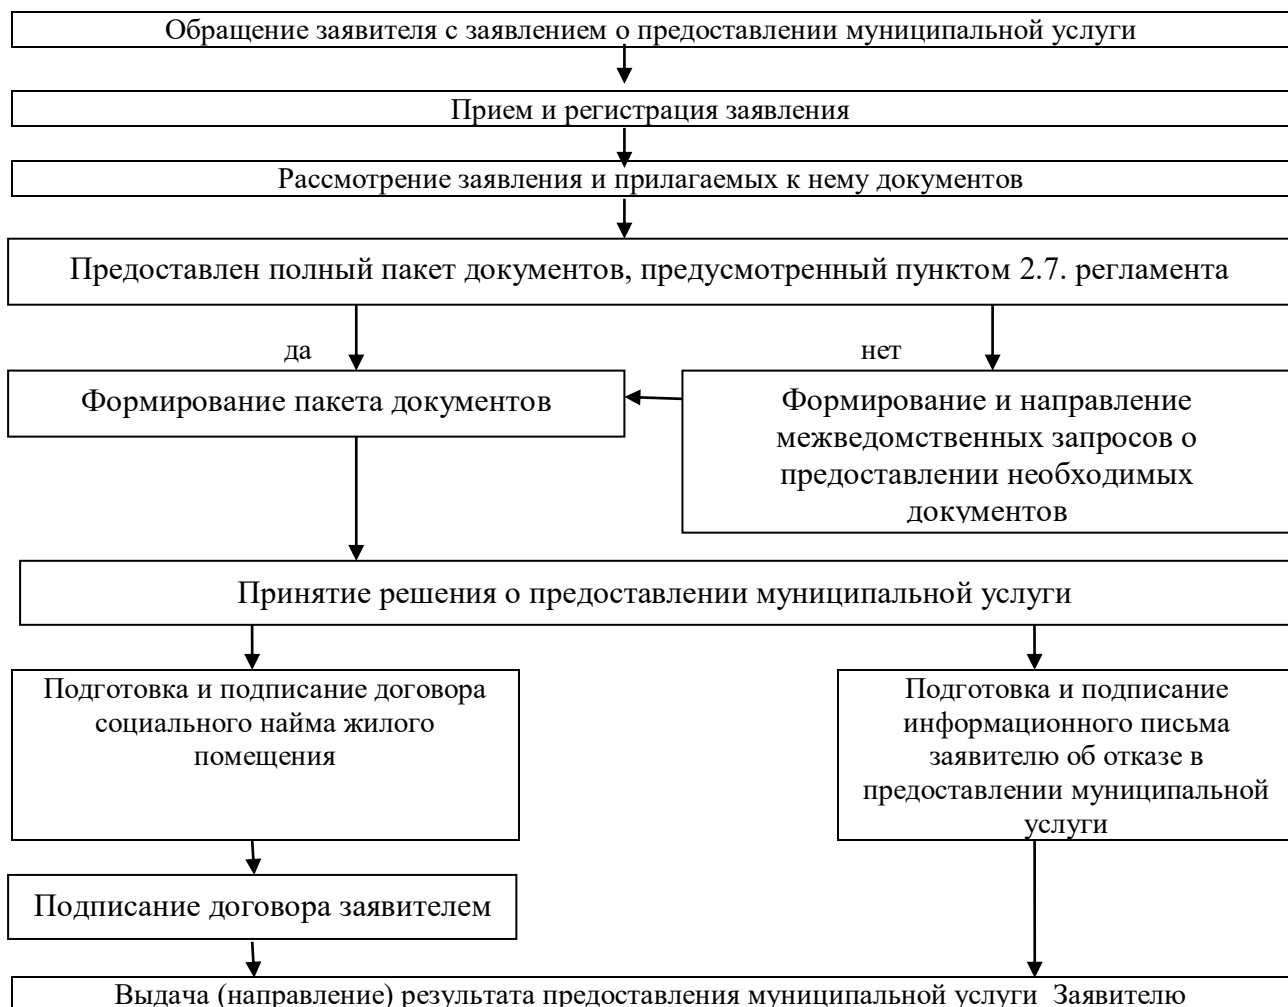 Обращение заявителя с заявлением о предоставлении муниципальной услуги
Прием и регистрация заявления
Рассмотрение заявления и прилагаемых к нему документов
Предоставлен полный пакет документов, предусмотренный пунктом 2.7. регламента
да
нет
Формирование пакета документов
Формирование и направление
межведомственных запросов о
предоставлении необходимых
документов
Принятие решения о предоставлении муниципальной услуги
Подготовка и подписание договора
социального найма жилого
помещения
Подготовка и подписание
информационного письма
заявителю об отказе в
предоставлении муниципальной
услуги
Подписание договора заявителем
Выдача (направление) результата предоставления муниципальной услуги Заявителю